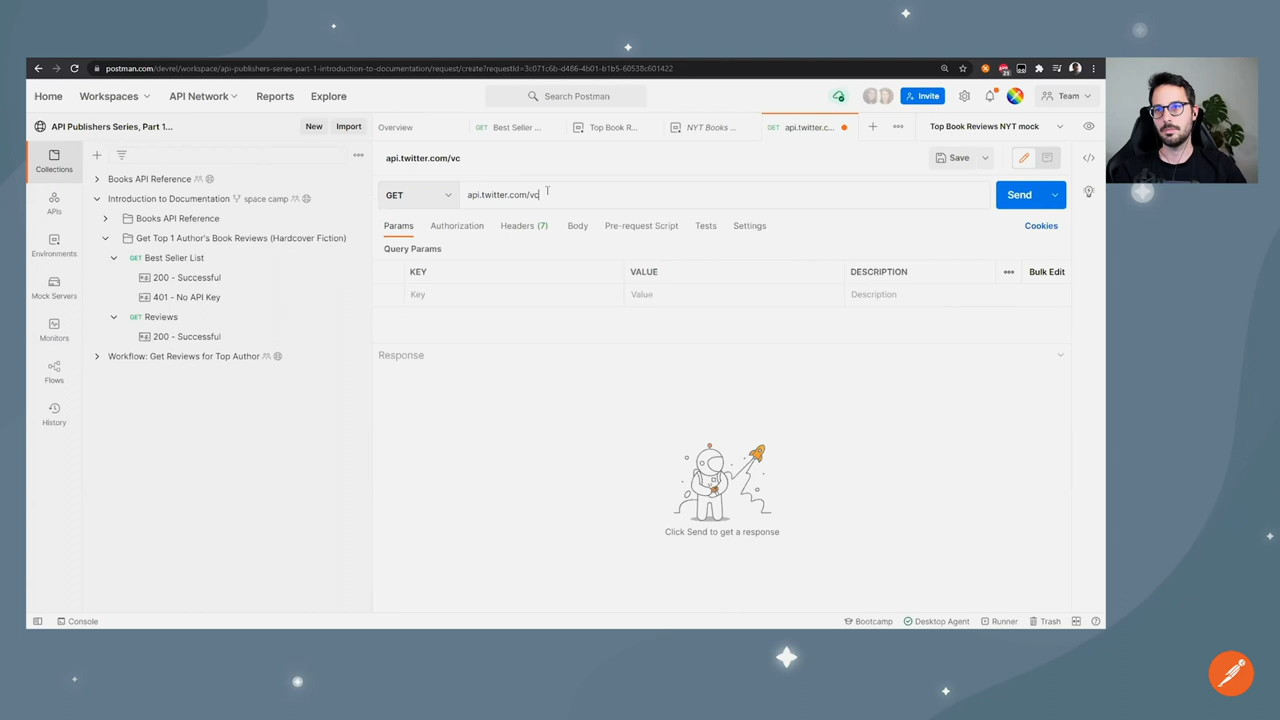 postman.com/devrel/workspace/api-publishers-series-part-1-introduction-to-documentation/request/create?requestId=3c071c6b-d486-4b01-b1b5-60538c601422
Home Workspaces API Network Reports Explore Search Postman Invite Team
API Publishers Series, Part 1... New Import Overview GET Best Seller ... Top Book R... NYT Books ... GET api.twitter.c... Top Book Reviews NYT mock
Collections
APIs
Environments
Mock Servers
Monitors
Flows
History
Books API Reference
Introduction to Documentation space camp
Books API Reference
Get Top 1 Author's Book Reviews (Hardcover Fiction)
GET Best Seller List
200 - Successful
401 - No API Key
GET Reviews
200 - Successful
Workflow: Get Reviews for Top Author
api.twitter.com/vc Save
GET api.twitter.com/vc Send
Params Authorization Headers (7) Body Pre-request Script Tests Settings Cookies
Query Params
KEY VALUE DESCRIPTION Bulk Edit
Key Value Description
Response
Click Send to get a response
Console Bootcamp Desktop Agent Runner Trash